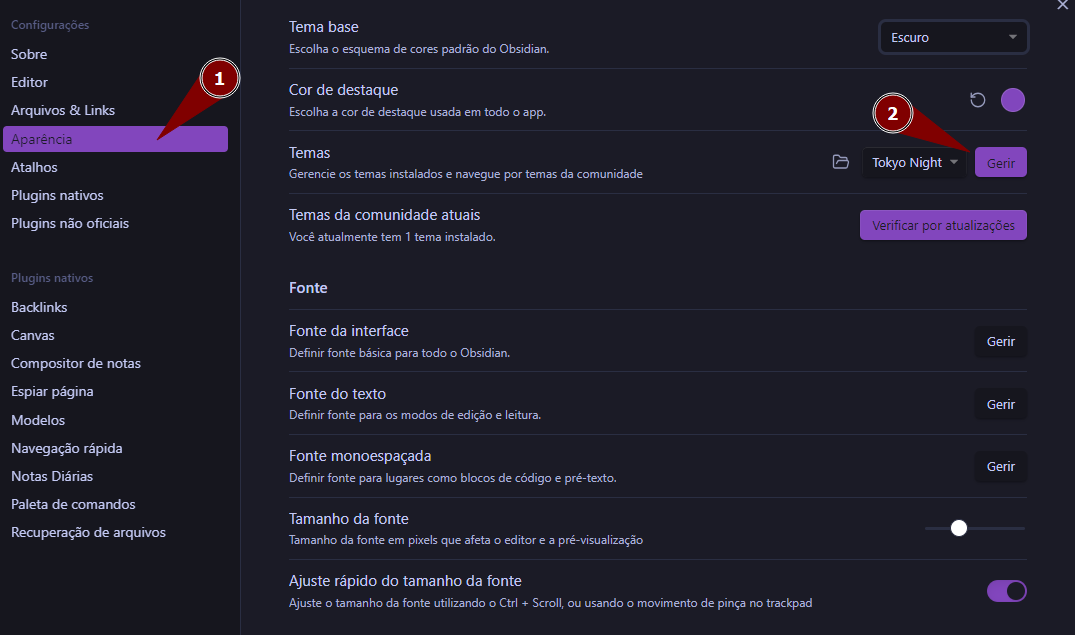 Configurações
Sobre
Editor
Arquivos & Links
Aparência
Atalhos
Plugins nativos
Plugins não oficiais
Plugins nativos
Backlinks
Canvas
Compositor de notas
Espiar página
Modelos
Navegação rápida
Notas Diárias
Paleta de comandos
Recuperação de arquivos
1
Tema base
Escolha o esquema de cores padrão do Obsidian.
Escuro
Cor de destaque
Escolha a cor de destaque usada em todo o app.
2
Temas
Gerencie os temas instalados e navegue por temas da comunidade
Tokyo Night
Gerir
Temas da comunidade atuais
Você atualmente tem 1 tema instalado.
Verificar por atualizações
Fonte
Fonte da interface
Definir fonte básica para todo o Obsidian.
Gerir
Fonte do texto
Definir fonte para os modos de edição e leitura.
Gerir
Fonte monoespaçada
Definir fonte para lugares como blocos de código e pré-texto.
Gerir
Tamanho da fonte
Tamanho da fonte em pixels que afeta o editor e a pré-visualização
Ajuste rápido do tamanho da fonte
Ajuste o tamanho da fonte utilizando o Ctrl + Scroll, ou usando o movimento de pinça no trackpad